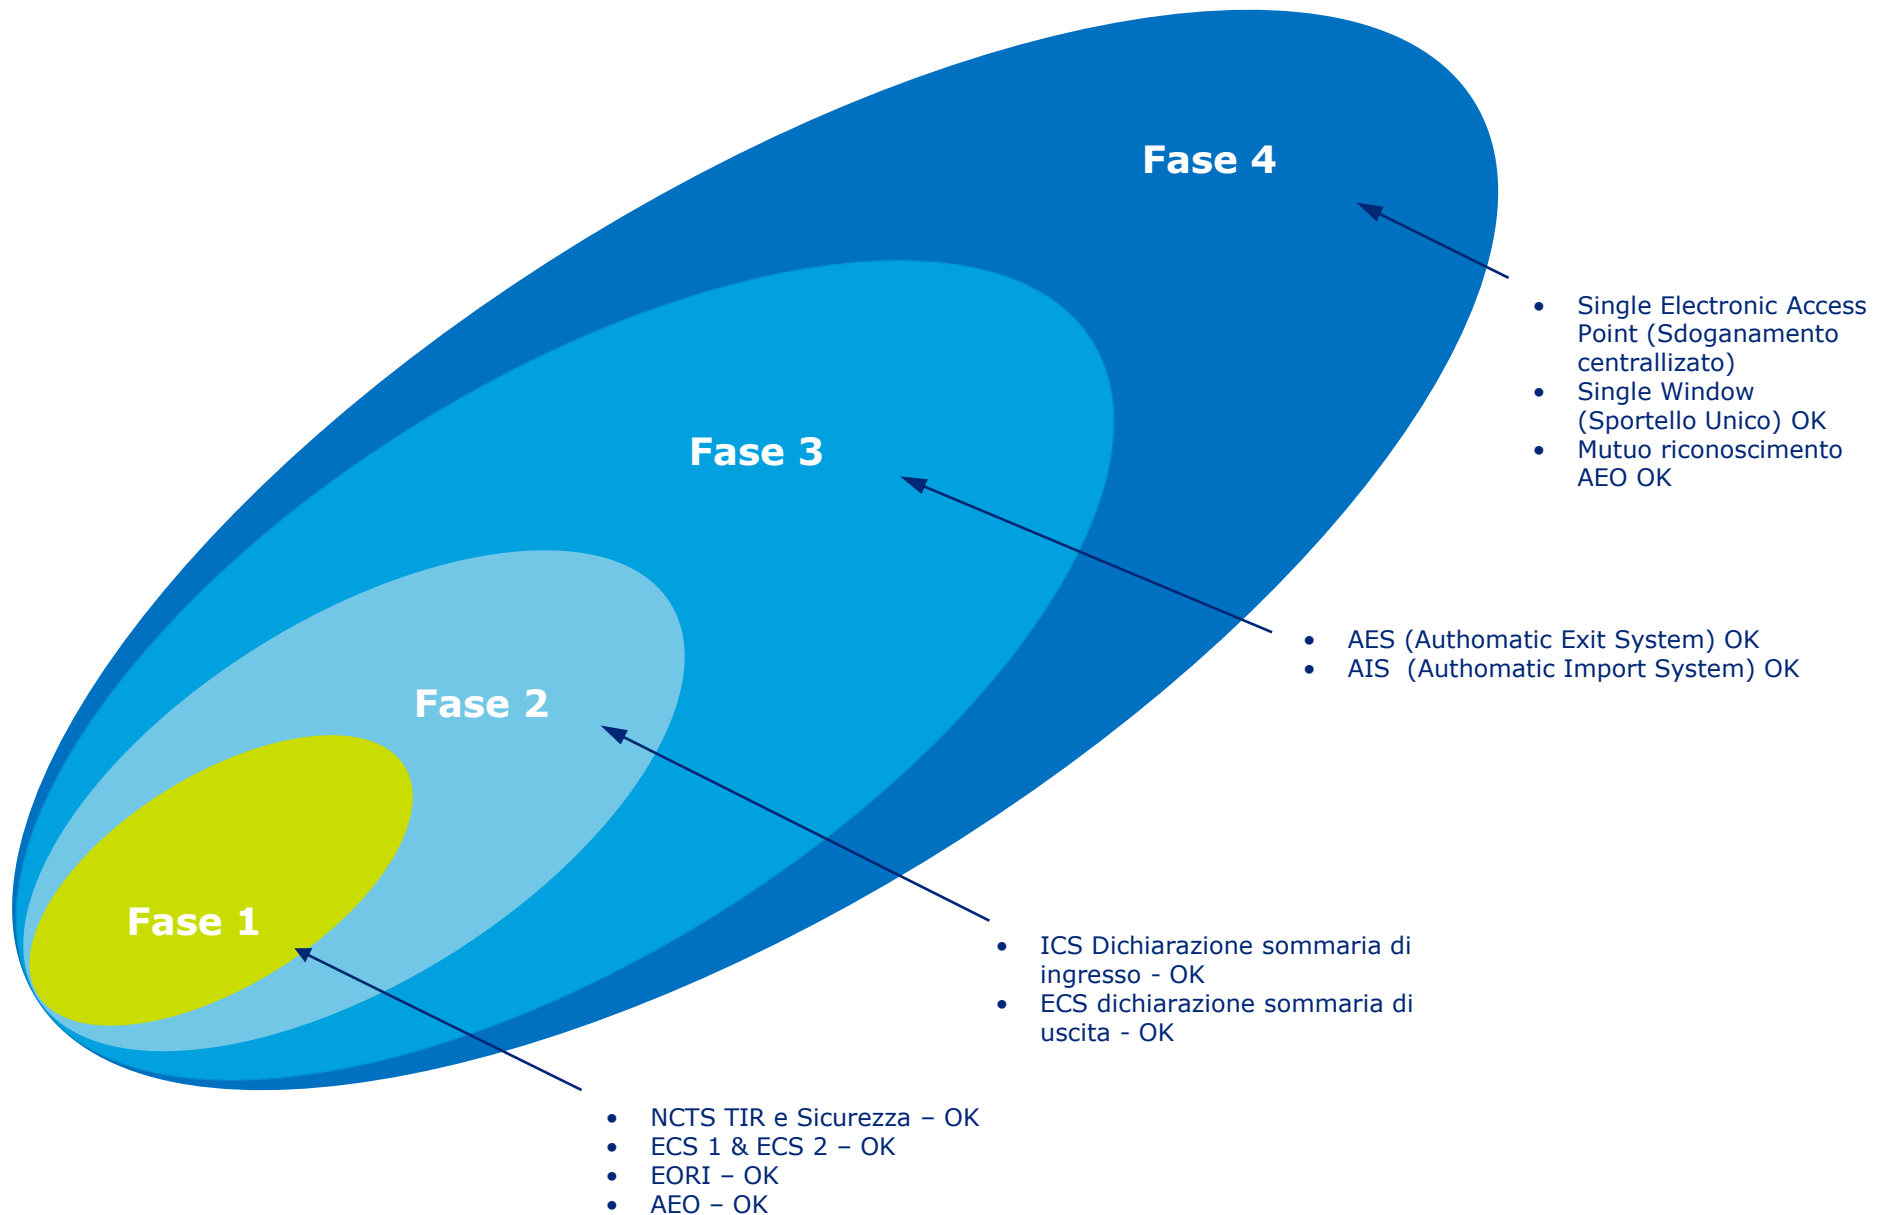 Fase 4
• Single Electronic Access
Point (Sdoganamento
centrallizato)
• Single Window
(Sportello Unico) OK
• Mutuo riconoscimento
AEO OK
Fase 3
• AES (Authomatic Exit System) OK
• AIS  (Authomatic Import System) OK
Fase 2
• ICS Dichiarazione sommaria di
ingresso - OK
• ECS dichiarazione sommaria di
uscita - OK
Fase 1
• NCTS TIR e Sicurezza – OK
• ECS 1 & ECS 2 – OK
• EORI – OK
• AEO – OK